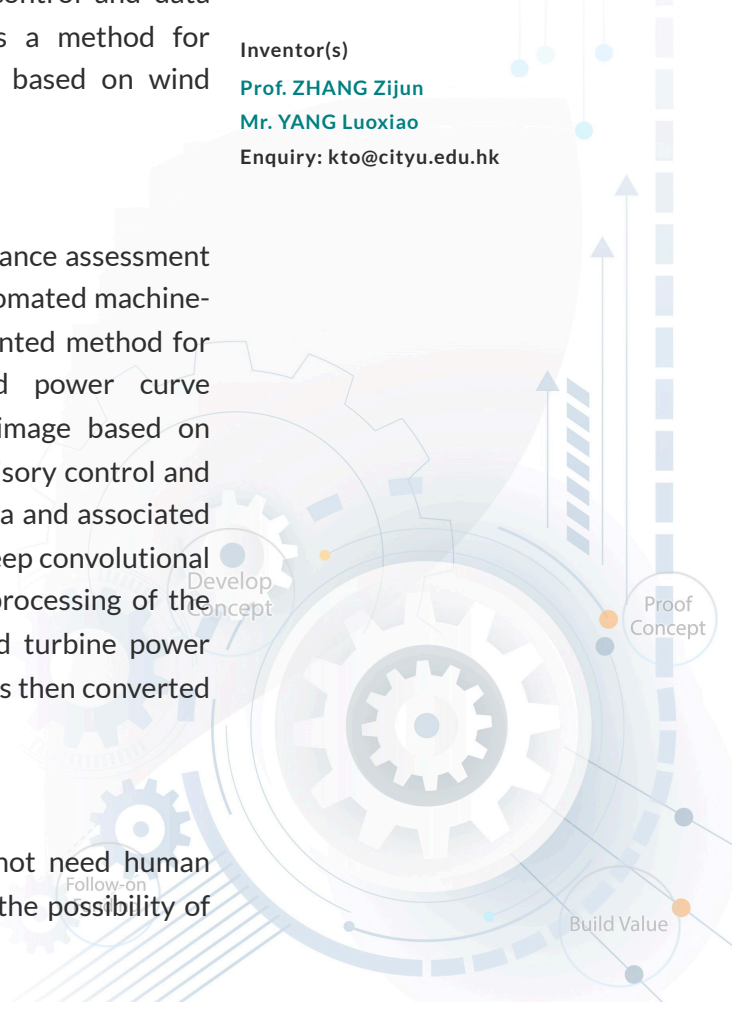 control and data
s a method for
based on wind
Inventor(s)
Prof. ZHANG Zijun
Mr. YANG Luoxiao
Enquiry: kto@cityu.edu.hk
ance assessment
omated machine-
nted method for
d power curve
image based on
isory control and
a and associated
eep convolutional
processing of the
d turbine power
s then converted
not need human
the possibility of
Develop
Concept
Proof
Concept
Follow-on
Build Value